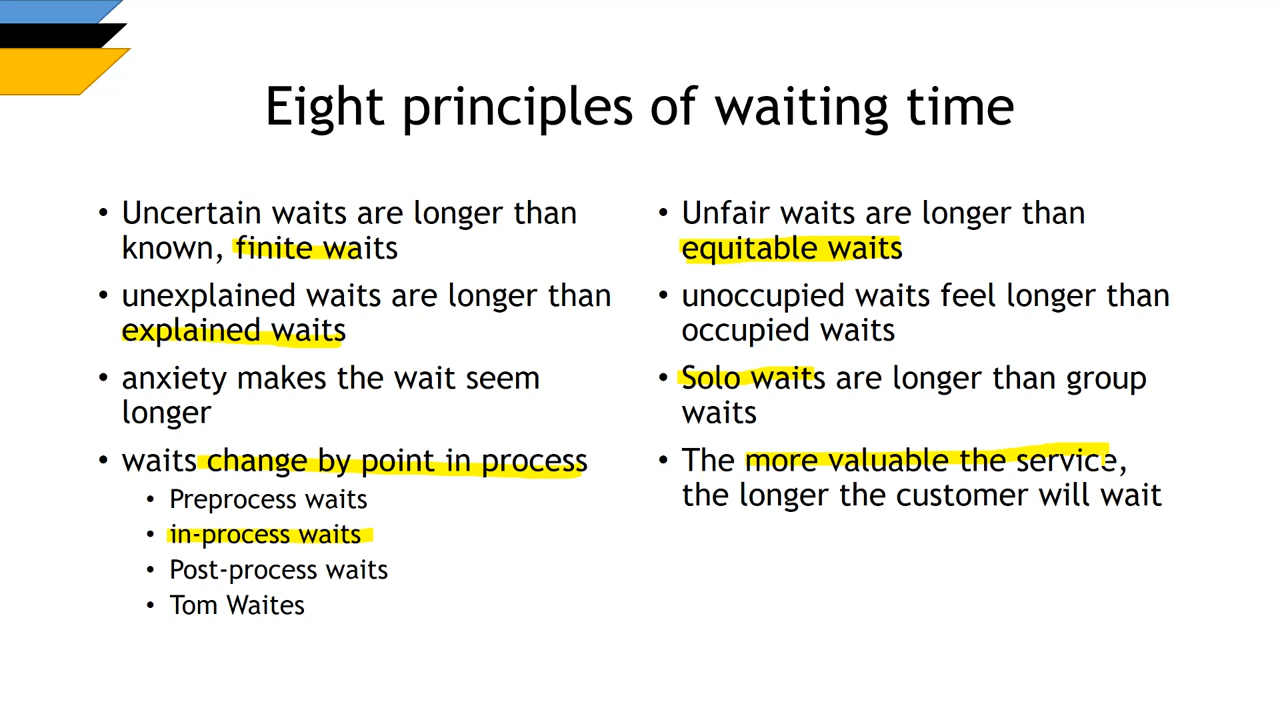 Eight principles of waiting time
• Uncertain waits are longer than
known, finite waits
• unexplained waits are longer than
explained waits
• anxiety makes the wait seem
longer
• waits change by point in process
• Preprocess waits
• in-process waits
• Post-process waits
• Tom Waites
• Unfair waits are longer than
equitable waits
• unoccupied waits feel longer than
occupied waits
• Solo waits are longer than group
waits
• The more valuable the service,
the longer the customer will wait